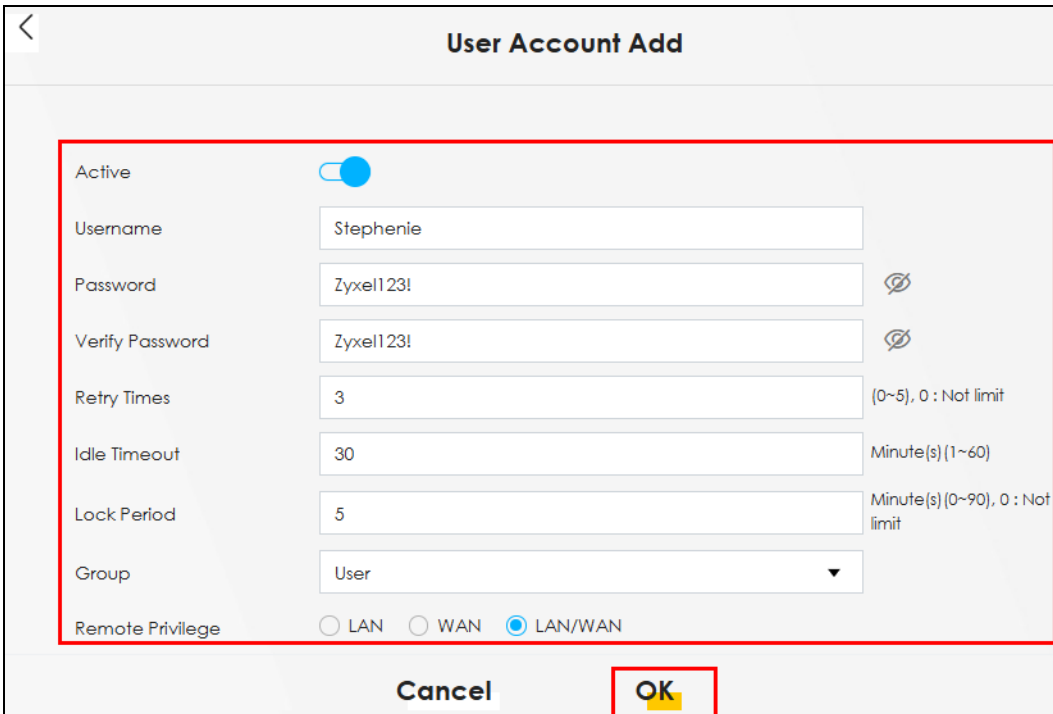 User Account Add
Active
Username Stephenie
Password Zyxel123!
Verify Password Zyxel123!
Retry Times 3 (0~5), 0 : Not limit
Idle Timeout 30 Minute(s)(1~60)
Lock Period 5 Minute(s)(0~90), 0 : Not
limit
Group User
Remote Privilege LAN WAN LAN/WAN
Cancel OK